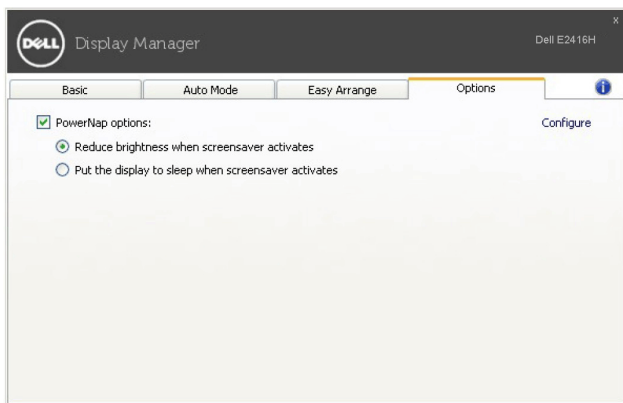 x
DELL Display Manager Dell E2416H
Basic Auto Mode Easy Arrange Options i
PowerNap options: Configure
Reduce brightness when screensaver activates
Put the display to sleep when screensaver activates